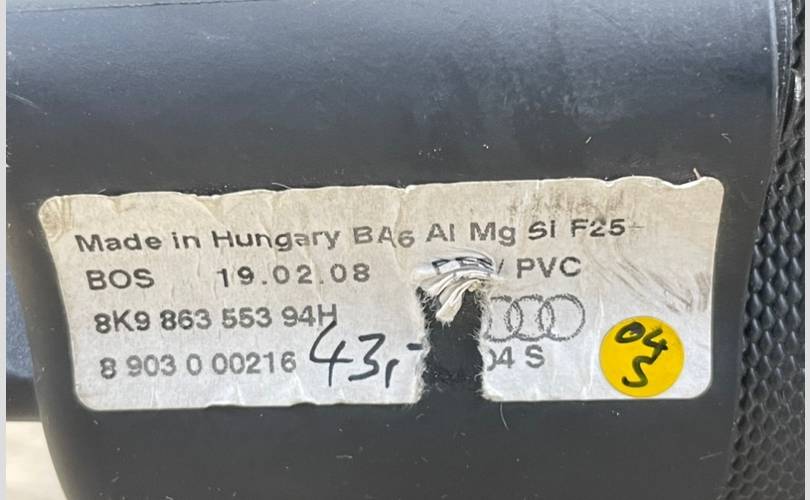 Made in Hungary BA6 Al Mg Si F25
BOS 19.02.08 PVC
8K9 863 553 94H
8 903 0 00216 43,- 04 S
04
S